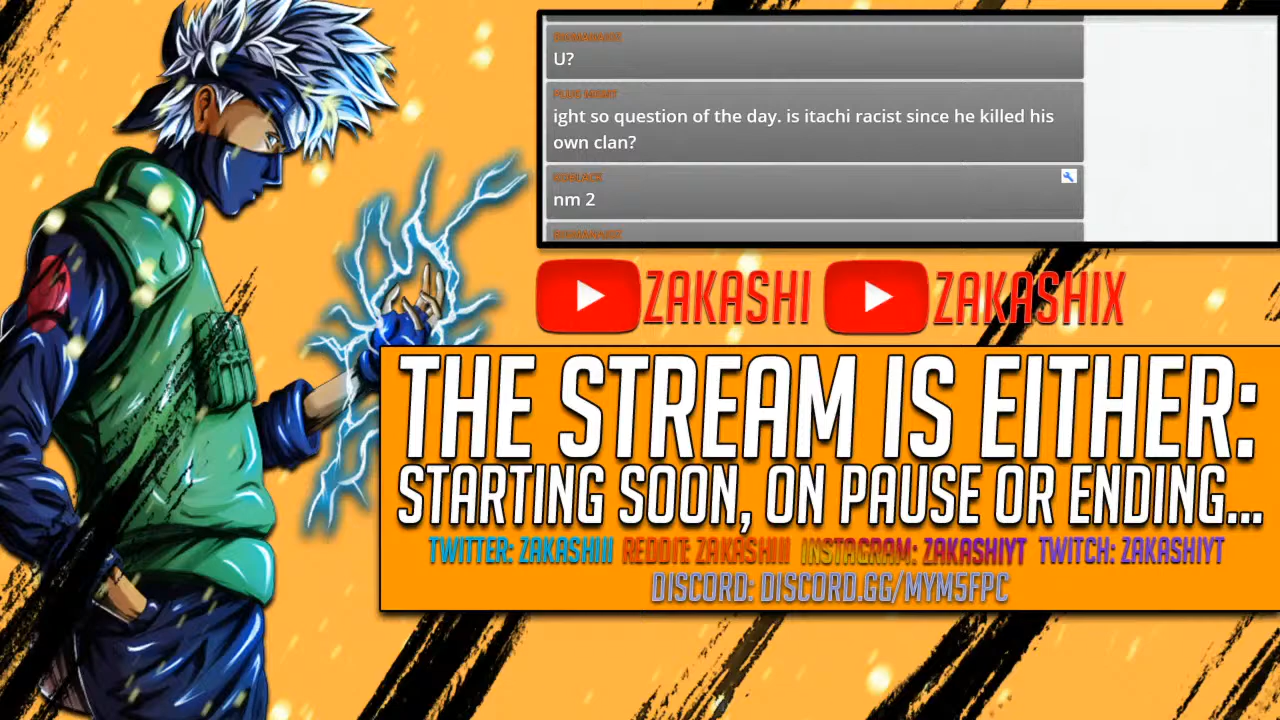 U?
ight so question of the day. is itachi racist since he killed his
own clan?
nm 2
ZAKASHI ZAKASHIX
THE STREAM IS EITHER:
STARTING SOON, ON PAUSE OR ENDING...
TWITTER: ZAKASHIII REDDIT: ZAKASHIII INSTAGRAM: ZAKASHIYT TWITCH: ZAKASHIYT
DISCORD: DISCORD.GG/MYM5FPC